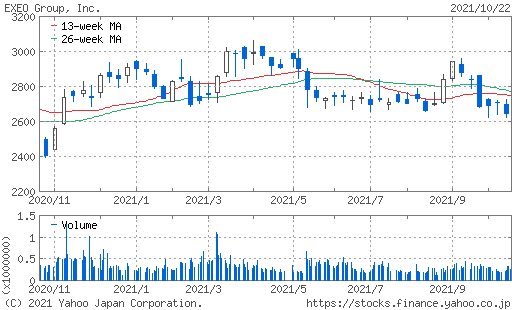 EXEO Group, Inc. 2021/10/22
3200
13-week MA
26-week MA
3000
2800
2600
2400
2200
2020/11 2021/1 2021/3 2021/5 2021/7 2021/9
1.5
Volume
1
0.5
0
(x1000000)
2020/11 2021/1 2021/3 2021/5 2021/7 2021/9
(C) 2021 Yahoo Japan Corporation. https://stocks.finance.yahoo.co.jp/